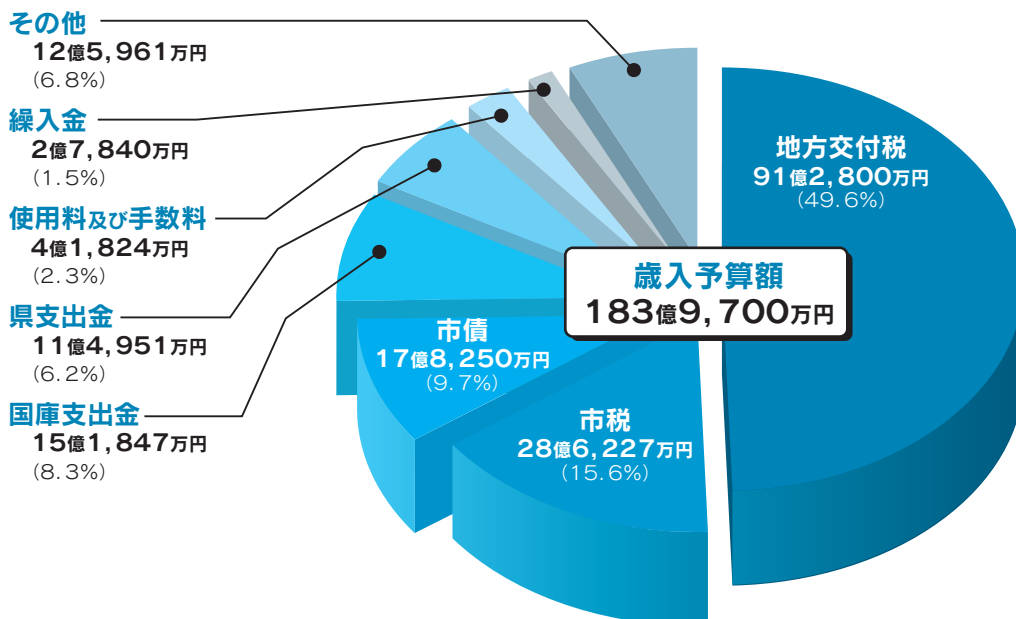 その他
12億5,961万円
(6.8%)
繰入金
2億7,840万円
(1.5%)
使用料及び手数料
4億1,824万円
(2.3%)
県支出金
11億4,951万円
(6.2%)
国庫支出金
15億1,847万円
(8.3%)
地方交付税
91億2,800万円
(49.6%)
歳入予算額
183億9,700万円
市債
17億8,250万円
(9.7%)
市税
28億6,227万円
(15.6%)